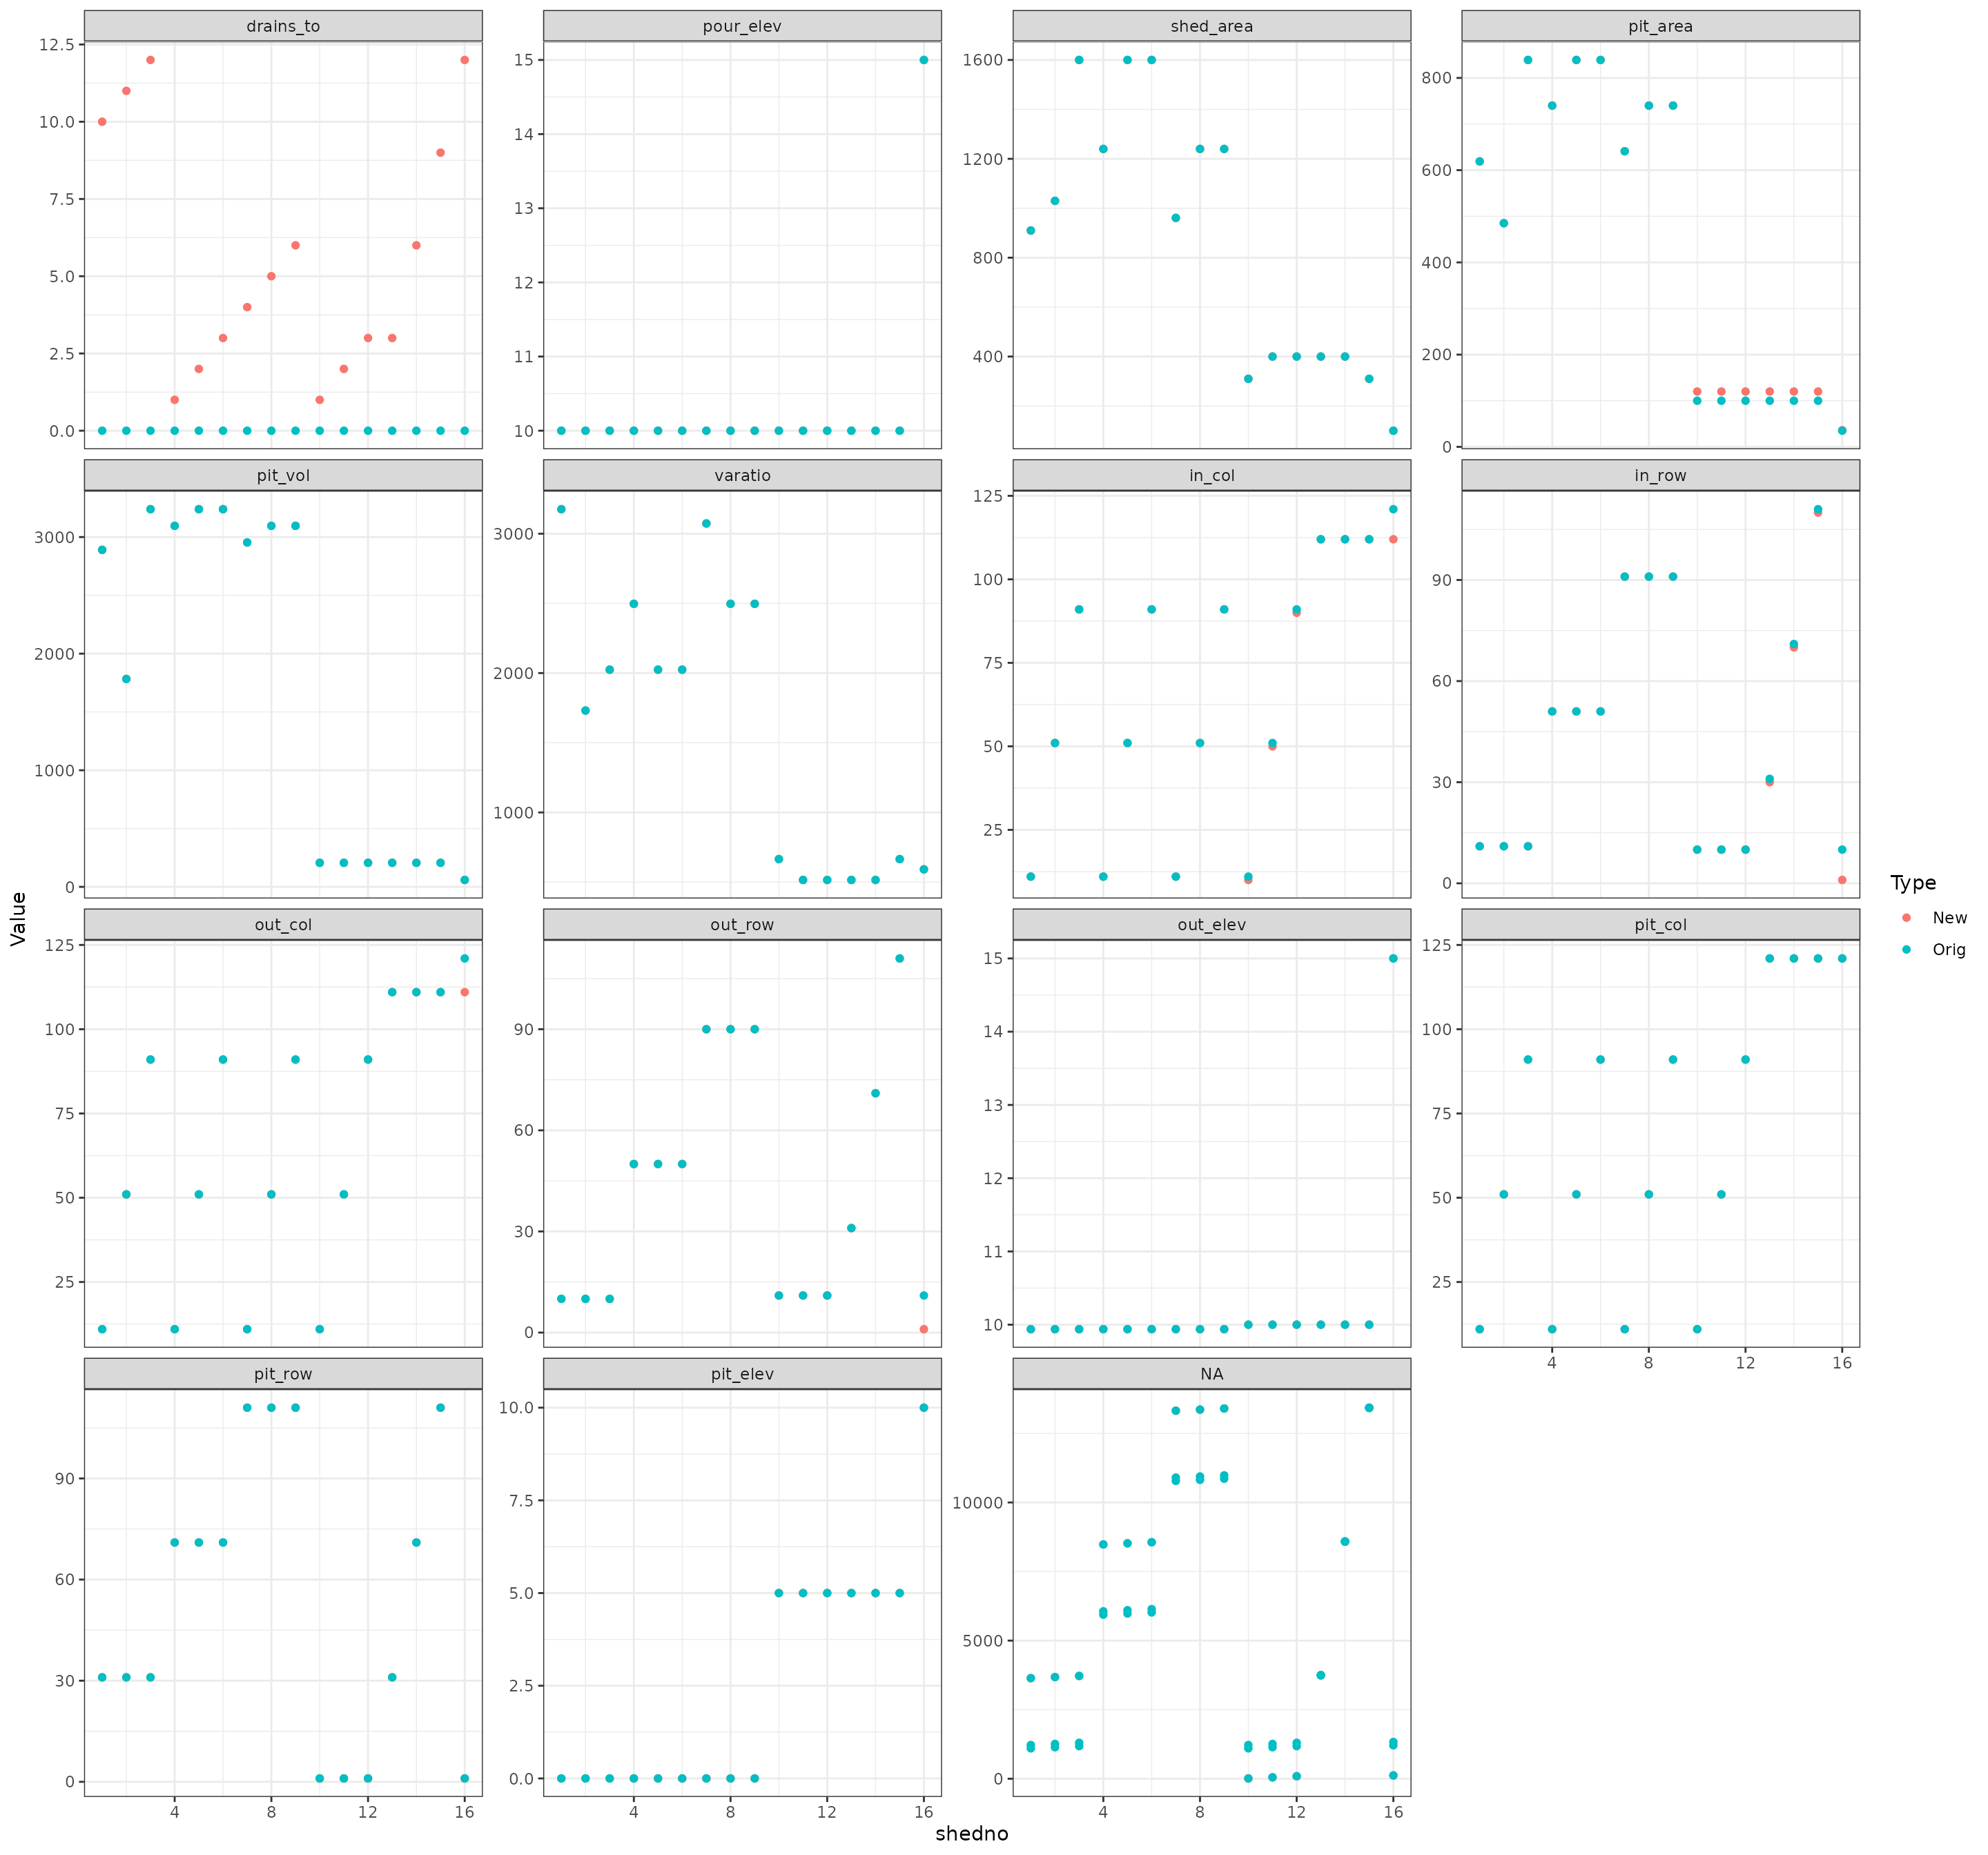 drains_to
pour_elev
shed_area
pit_area
12.5
10.0
7.5
5.0
2.5
0.0
15
14
13
12
11
10
1600
1200
800
400
800
600
400
200
0
pit_vol
varatio
in_col
in_row
3000
2000
1000
0
3000
2000
1000
125
100
75
50
25
90
60
30
0
out_col
out_row
out_elev
pit_col
125
100
75
50
25
90
60
30
0
15
14
13
12
11
10
125
100
75
50
25
4 8 12 16
pit_row
pit_elev
NA
90
60
30
0
10.0
7.5
5.0
2.5
0.0
10000
5000
0
4 8 12 16
4 8 12 16
4 8 12 16
shedno
Value
Type
New
Orig